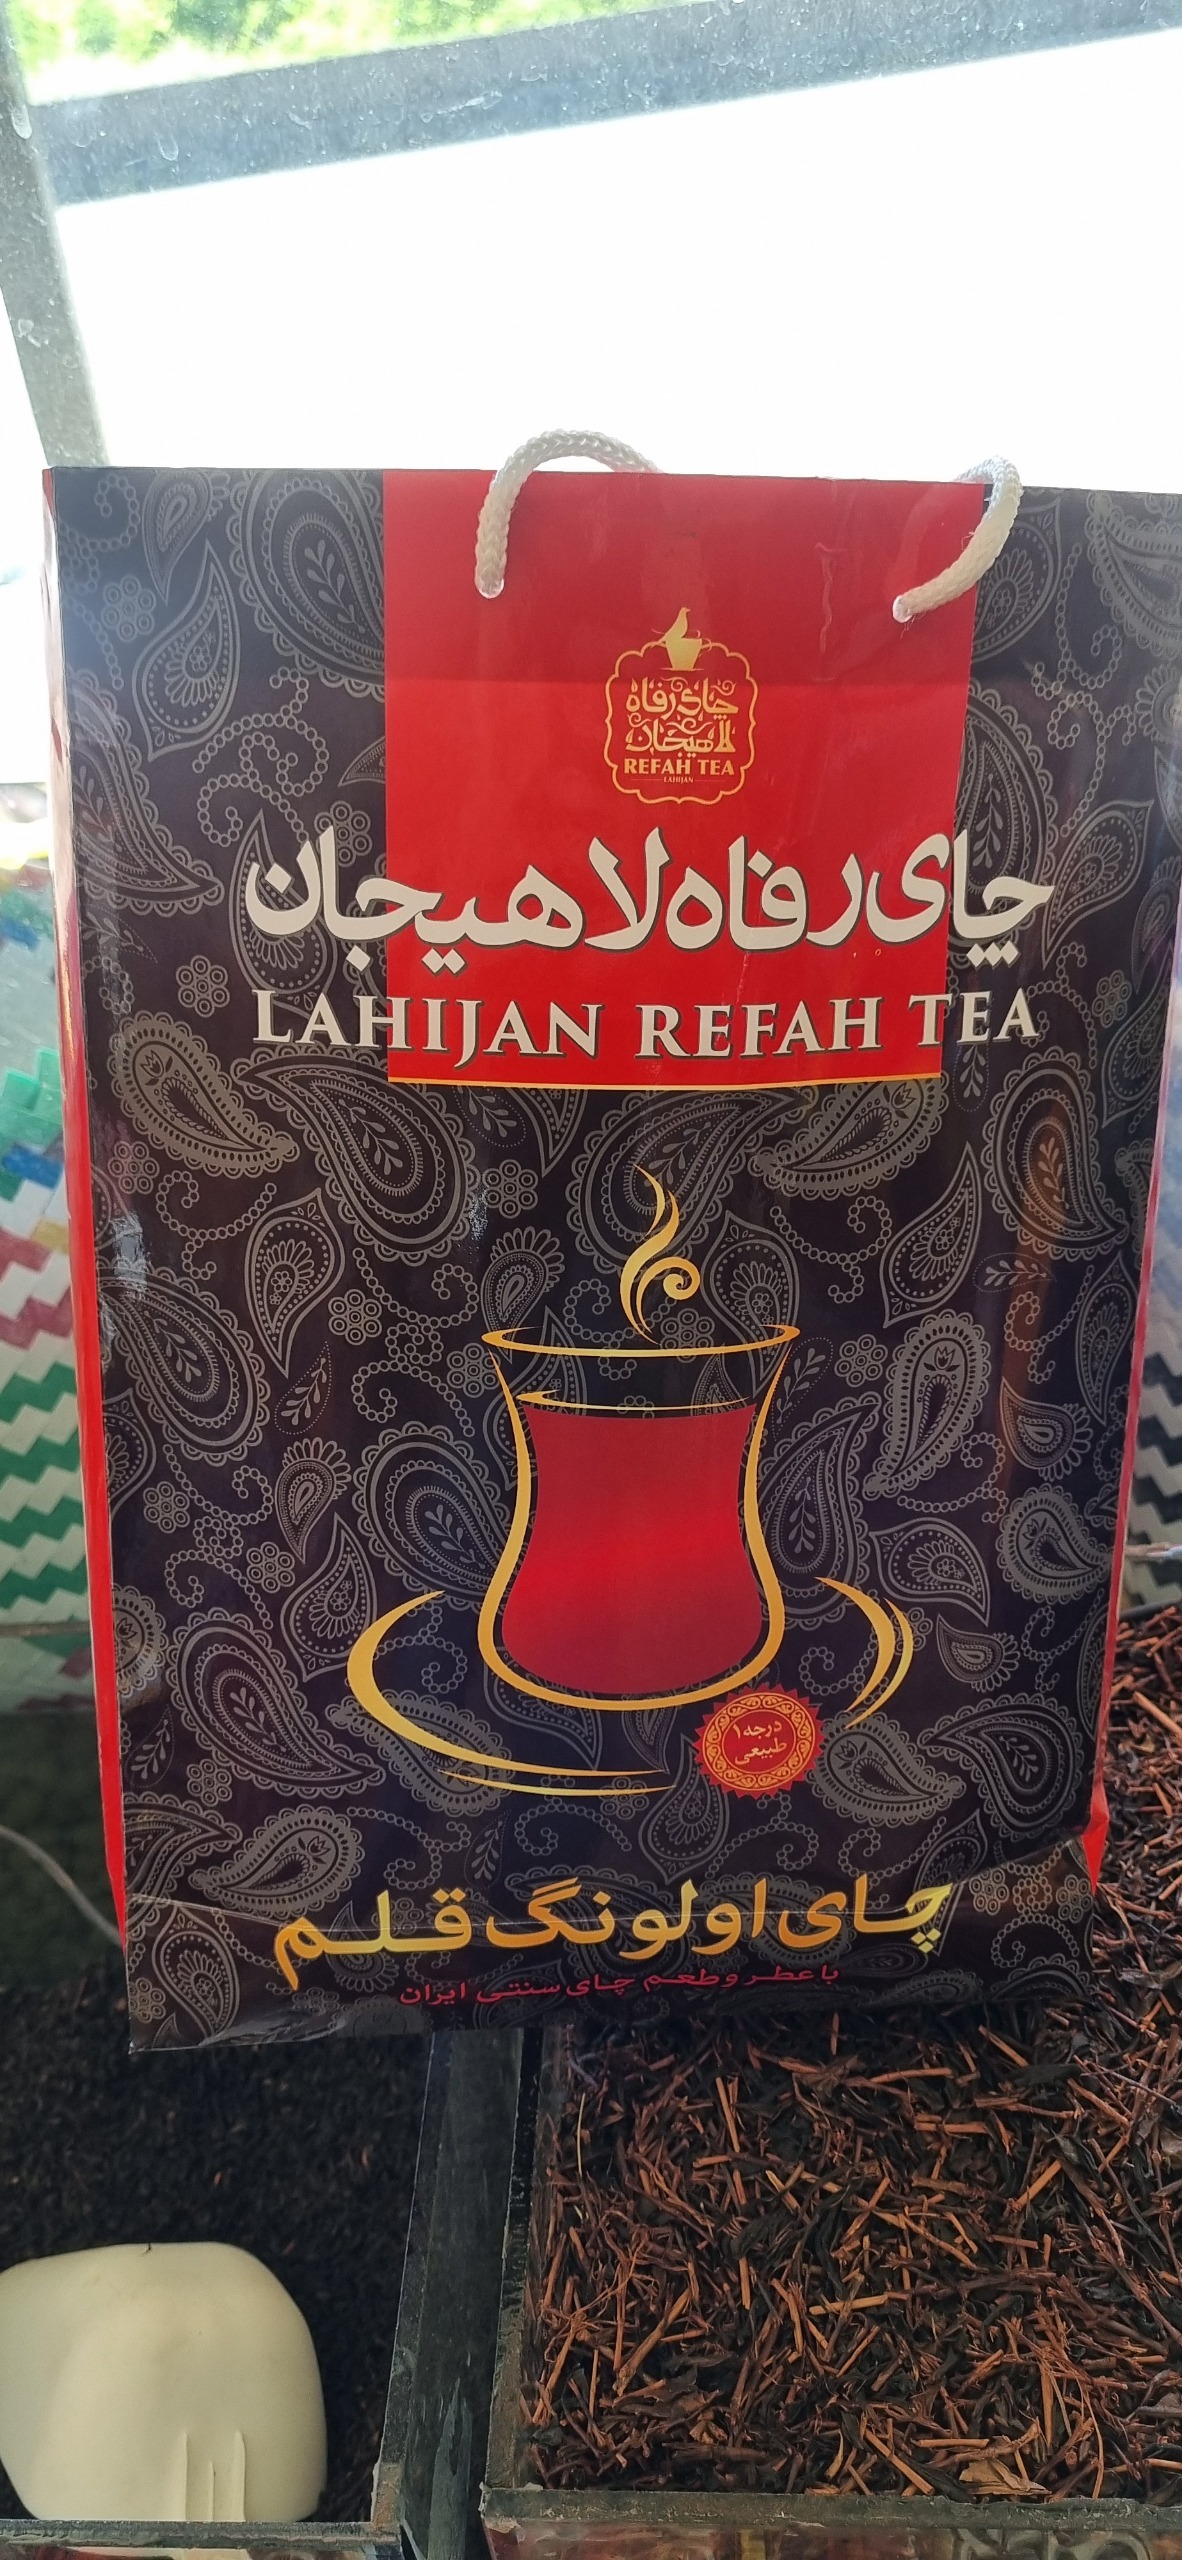 چای رفاه
لاهیجان
REFAH TEA
LAHIJAN
چای رفاه لاهیجان
LAHIJAN REFAH TEA
درجه ۱
طبیعی
چای اولونگ قلم
با عطر و طعم چای سنتی ایران